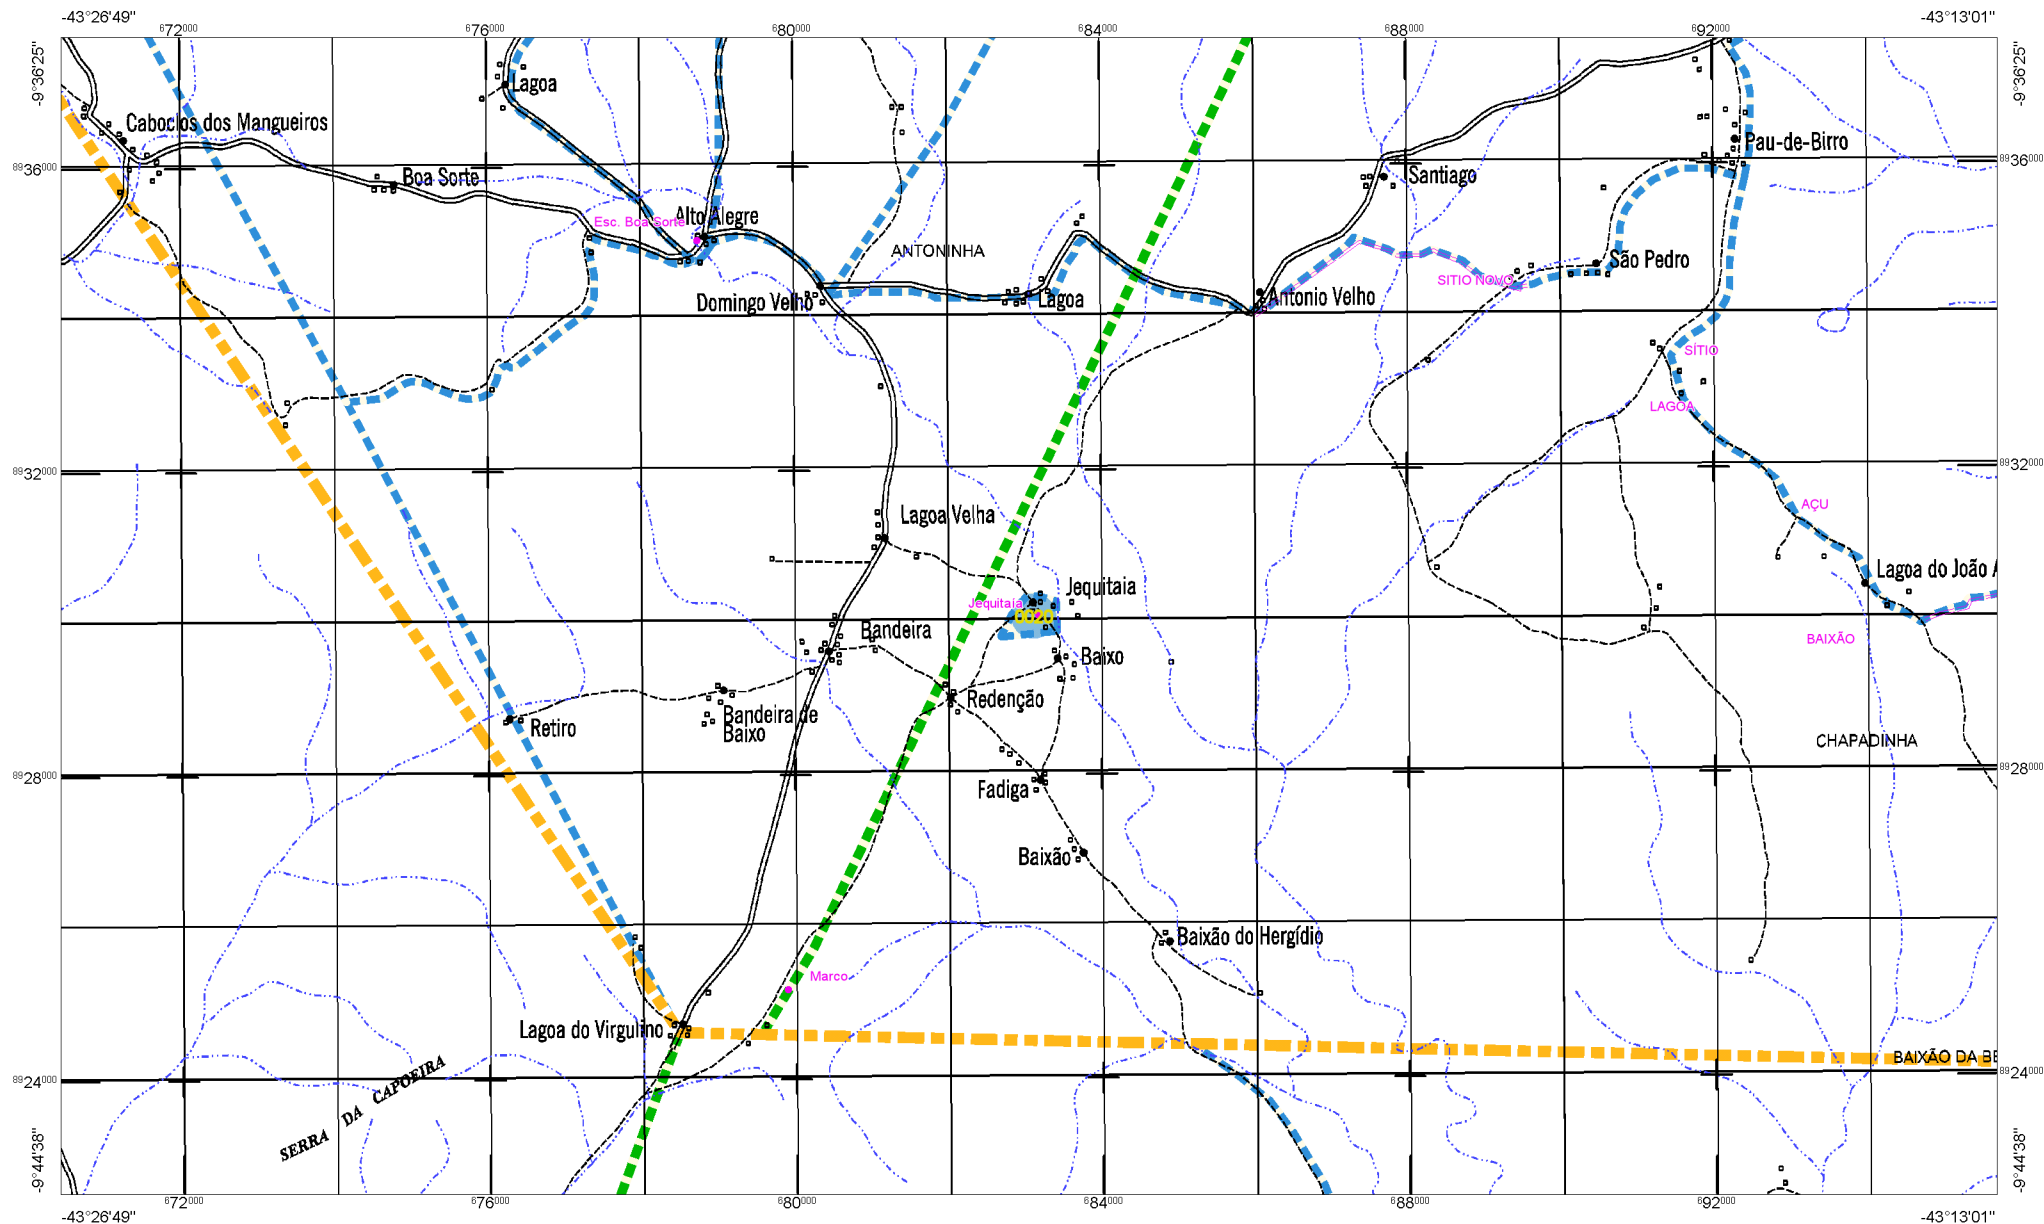 -43°26'49"
-43°13'01"
672000
676000
680000
684000
688000
692000
-9°36'25"
-9°36'25"
Lagoa
Caboclos dos Mangueiros
Pau-de-Birro
8936000
8936000
Boa Sorte
Santiago
Esc. Boa Sorte
Alto Alegre
ANTONINHA
São Pedro
SITIO NOVO
Domingo Velho
Lagoa
Antonio Velho
SÍTIO
LAGOA
8932000
8932000
AÇU
Lagoa Velha
Lagoa do João A
Jequitaia
Jequitaia
0020
Bandeira
BAIXÃO
Baixo
Redenção
Bandeira de
Baixo
Retiro
CHAPADINHA
8928000
8928000
Fadiga
Baixão
Baixão do Hergídio
Marco
Lagoa do Virgulino
BAIXÃO DA BE
8924000
8924000
SERRA DA CAPOEIRA
-9°44'38"
-9°44'38"
672000
676000
680000
684000
688000
692000
-43°26'49"
-43°13'01"